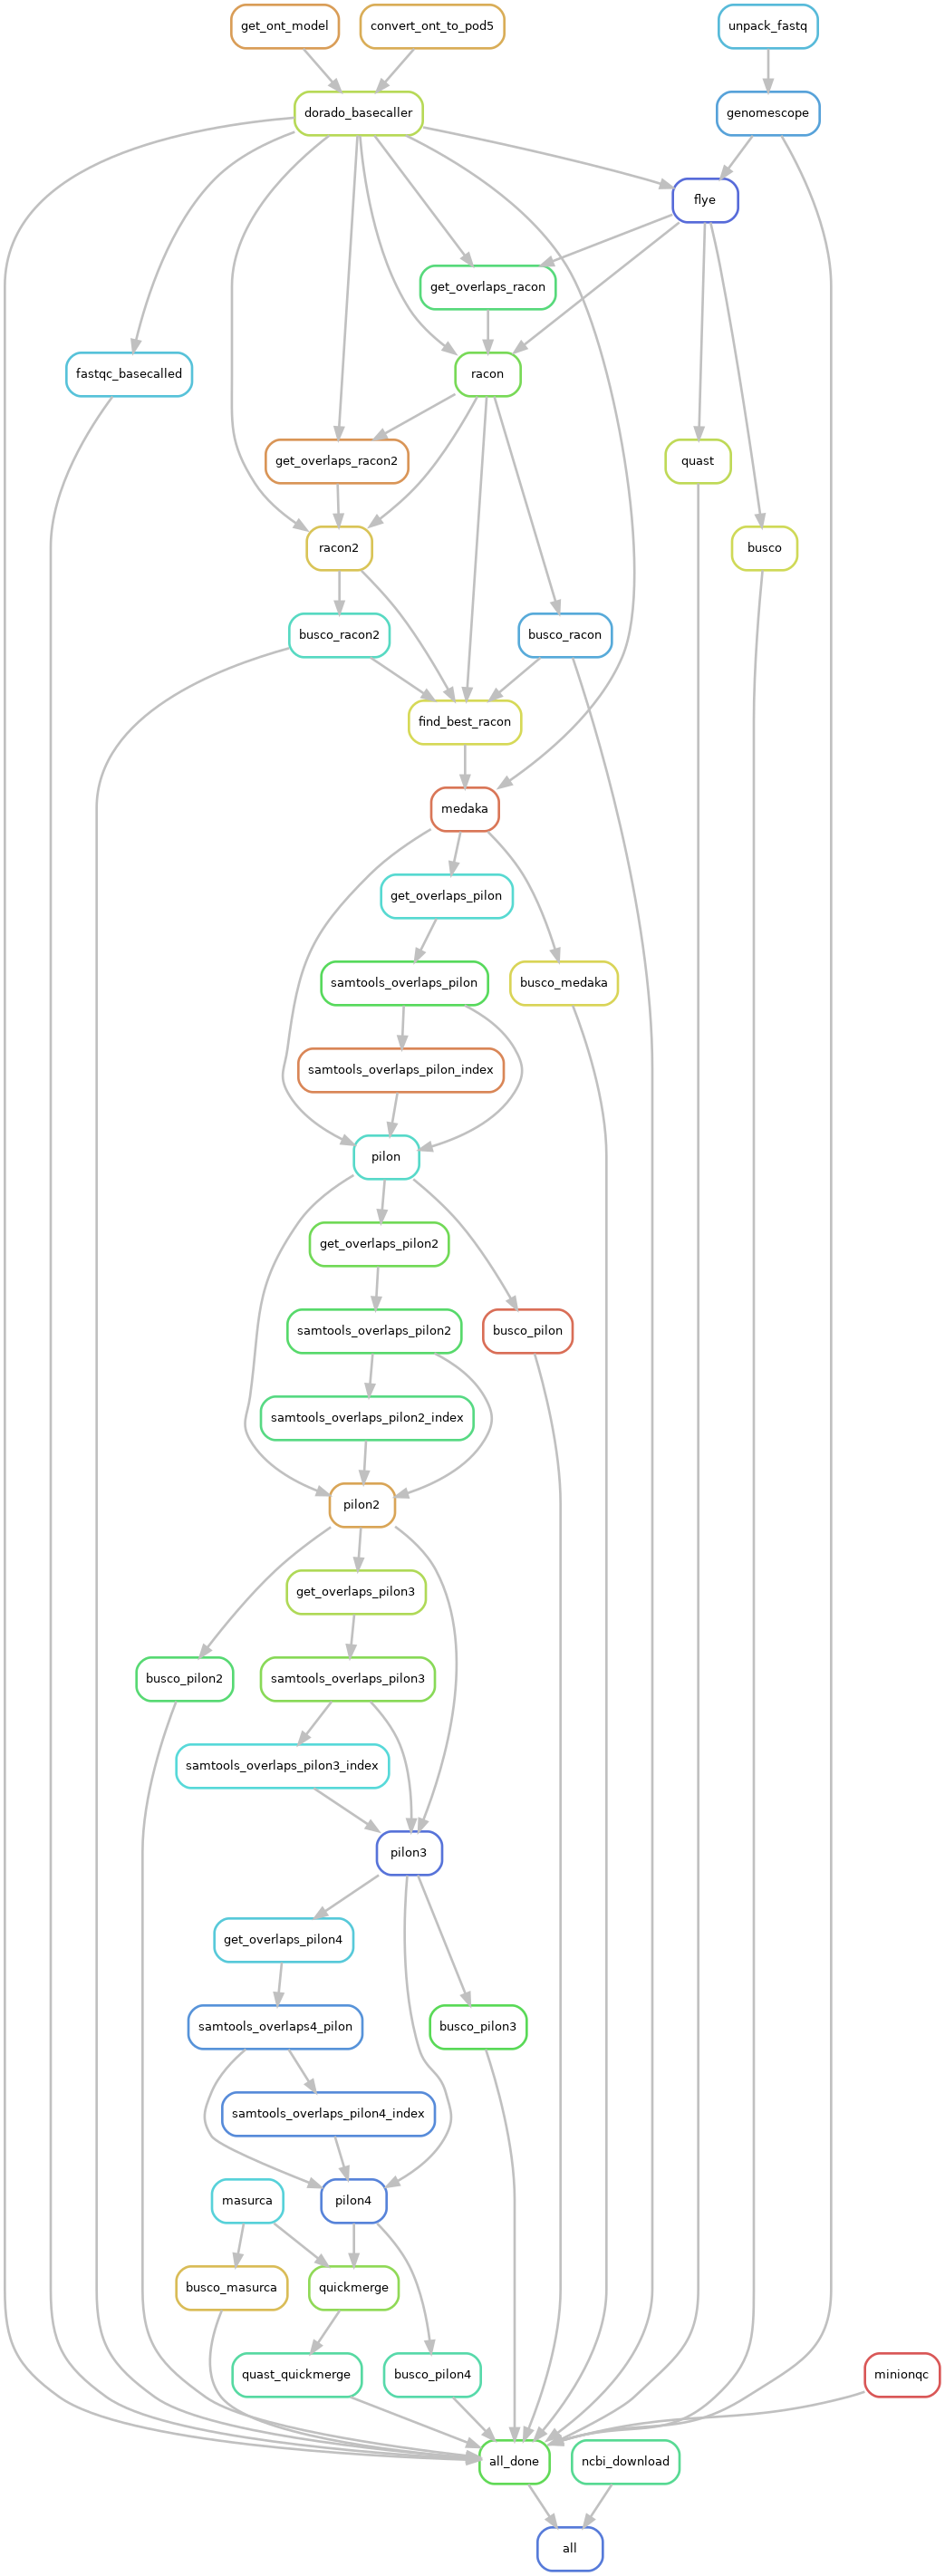 get_ont_model
convert_ont_to_pod5
unpack_fastq
dorado_basecaller
genomescope
flye
get_overlaps_racon
fastqc_basecalled
racon
get_overlaps_racon2
quast
racon2
busco
busco_racon2
busco_racon
find_best_racon
medaka
get_overlaps_pilon
samtools_overlaps_pilon
busco_medaka
samtools_overlaps_pilon_index
pilon
get_overlaps_pilon2
samtools_overlaps_pilon2
busco_pilon
samtools_overlaps_pilon2_index
pilon2
get_overlaps_pilon3
busco_pilon2
samtools_overlaps_pilon3
samtools_overlaps_pilon3_index
pilon3
get_overlaps_pilon4
samtools_overlaps4_pilon
busco_pilon3
samtools_overlaps_pilon4_index
masurca
pilon4
busco_masurca
quickmerge
quast_quickmerge
busco_pilon4
minionqc
all_done
ncbi_download
all